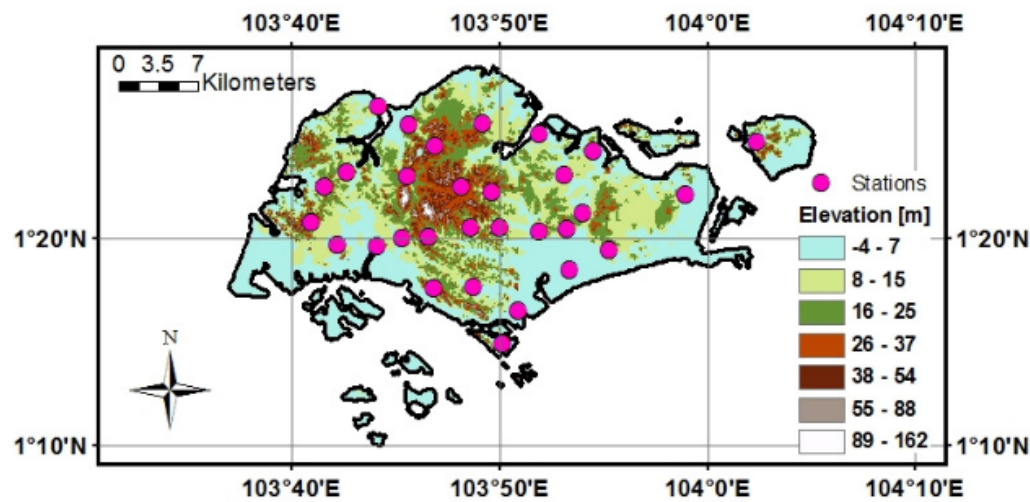 103°40'E 103°50'E 104°0'E 104°10'E
0 3.5 7
Kilometers
Stations
Elevation [m]
1°20'N 1°20'N
-4 - 7
8 - 15
16 - 25
26 - 37
N
38 - 54
55 - 88
1°10'N 89 - 162 1°10'N
103°40'E 103°50'E 104°0'E 104°10'E